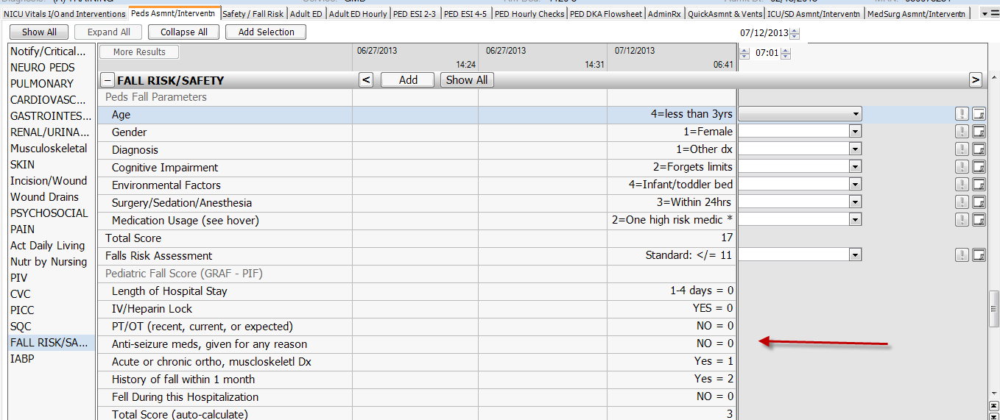 NICU Vitals I/O and Interventions Peds Asmnt/Interventn Safety / Fall Risk Adult ED Adult ED Hourly PED ESI 2-3 PED ESI 4-5 PED Hourly Checks PED DKA Flowsheet AdminRx QuickAsmnt & Vents ICU/SD Asmnt/Interventn MedSurg Asmnt/Interventn
Show All Expand All Collapse All Add Selection 07/12/2013
More Results 06/27/2013 14:24 06/27/2013 14:31 07/12/2013 06:41 07:01
Notify/Critical...
NEURO PEDS
PULMONARY
CARDIOVASC...
GASTROINTES...
RENAL/URINA...
Musculoskeletal
SKIN
Incision/Wound
Wound Drains
PSYCHOSOCIAL
PAIN
Act Daily Living
Nutr by Nursing
PIV
CVC
PICC
SQC
FALL RISK/SA...
IABP
− FALL RISK/SAFETY < Add Show All >
Peds Fall Parameters
Age 4=less than 3yrs
Gender 1=Female
Diagnosis 1=Other dx
Cognitive Impairment 2=Forgets limits
Environmental Factors 4=Infant/toddler bed
Surgery/Sedation/Anesthesia 3=Within 24hrs
Medication Usage (see hover) 2=One high risk medic *
Total Score 17
Falls Risk Assessment Standard: </= 11
Pediatric Fall Score (GRAF - PIF)
Length of Hospital Stay 1-4 days = 0
IV/Heparin Lock YES = 0
PT/OT (recent, current, or expected) NO = 0
Anti-seizure meds, given for any reason NO = 0
Acute or chronic ortho, muscloskeletl Dx Yes = 1
History of fall within 1 month Yes = 2
Fell During this Hospitalization NO = 0
Total Score (auto-calculate) 3